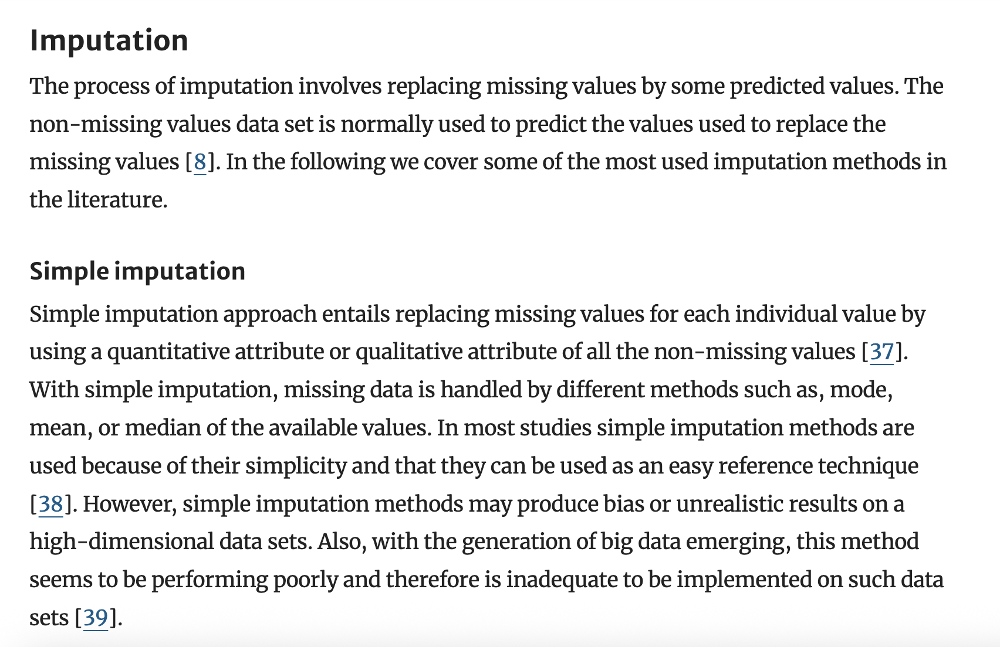 Imputation
The process of imputation involves replacing missing values by some predicted values. The
non-missing values data set is normally used to predict the values used to replace the
missing values [8]. In the following we cover some of the most used imputation methods in
the literature.
Simple imputation
Simple imputation approach entails replacing missing values for each individual value by
using a quantitative attribute or qualitative attribute of all the non-missing values [37].
With simple imputation, missing data is handled by different methods such as, mode,
mean, or median of the available values. In most studies simple imputation methods are
used because of their simplicity and that they can be used as an easy reference technique
[38]. However, simple imputation methods may produce bias or unrealistic results on a
high-dimensional data sets. Also, with the generation of big data emerging, this method
seems to be performing poorly and therefore is inadequate to be implemented on such data
sets [39].